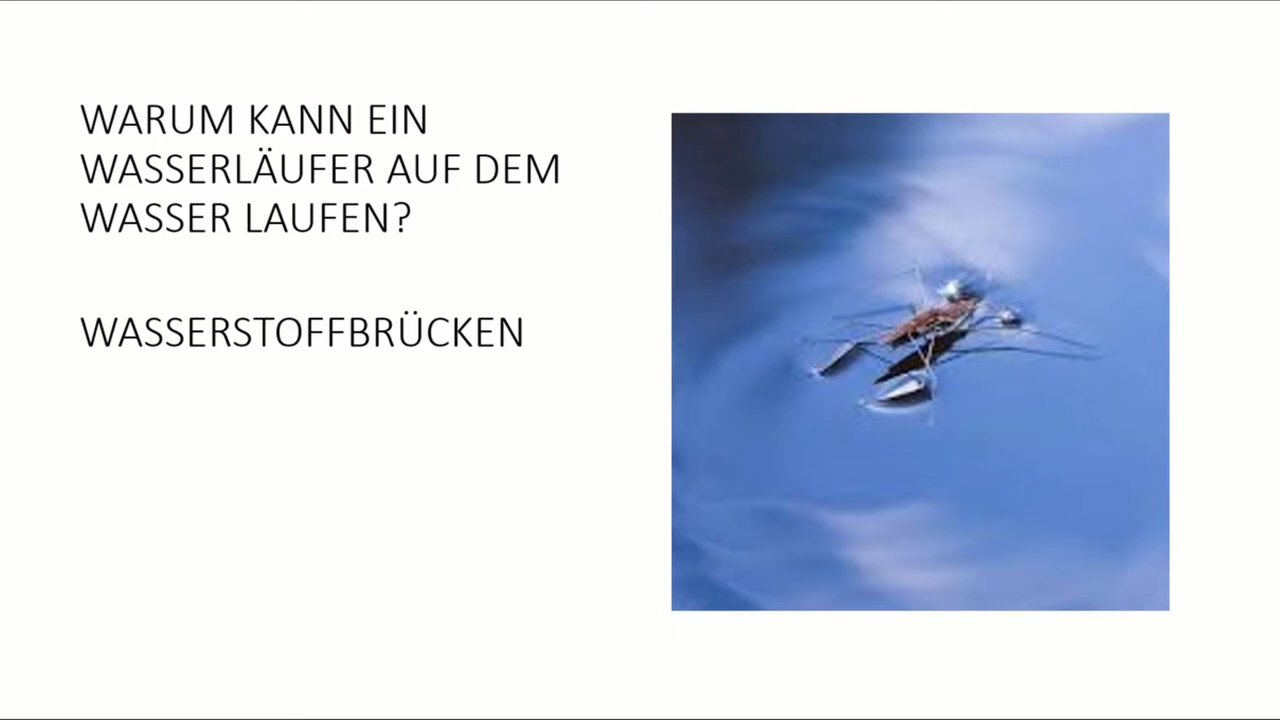 WARUM KANN EIN
WASSERLÄUFER AUF DEM
WASSER LAUFEN?
WASSERSTOFFBRÜCKEN